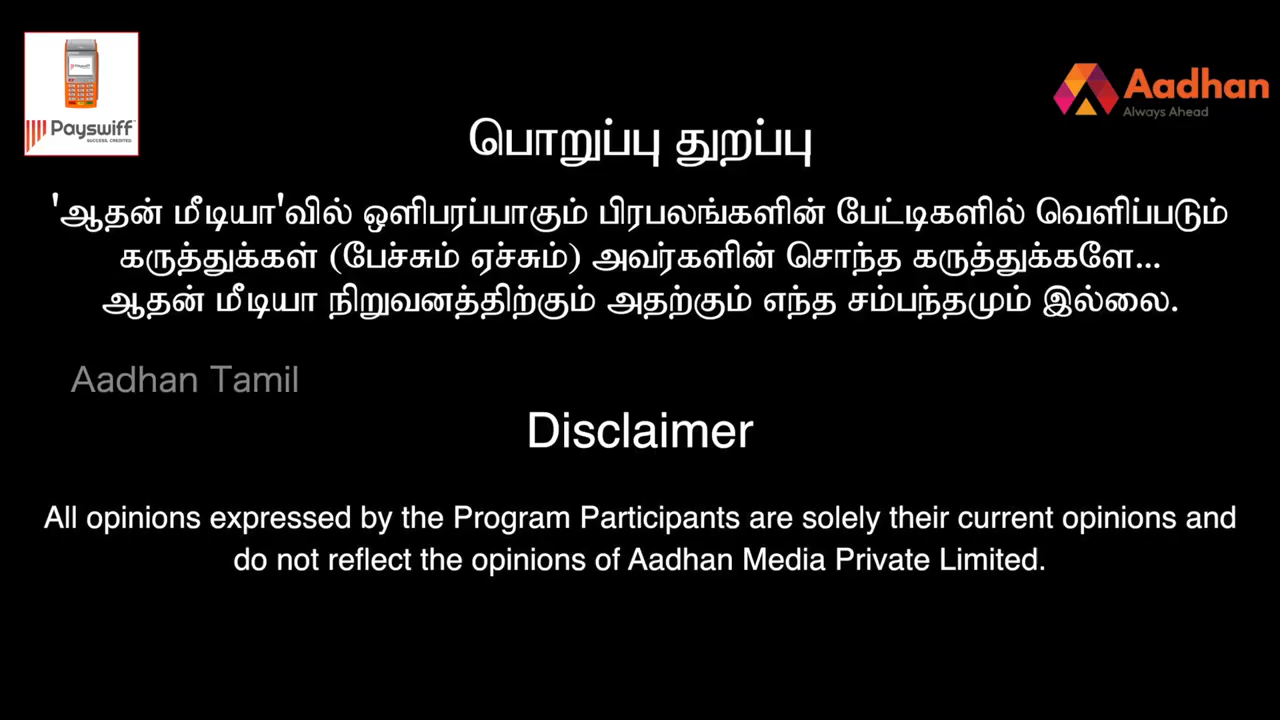 Payswiff
SUCCESS, CREDITED
Aadhan
Always Ahead
பொறுப்பு துறப்பு
'ஆதன் மீடியா'வில் ஒளிபரப்பாகும் பிரபலங்களின் பேட்டிகளில் வெளிப்படும்
கருத்துக்கள் (பேச்சும் ஏச்சும்) அவர்களின் சொந்த கருத்துக்களே...
ஆதன் மீடியா நிறுவனத்திற்கும் அதற்கும் எந்த சம்பந்தமும் இல்லை.
Aadhan Tamil
Disclaimer
All opinions expressed by the Program Participants are solely their current opinions and
do not reflect the opinions of Aadhan Media Private Limited.